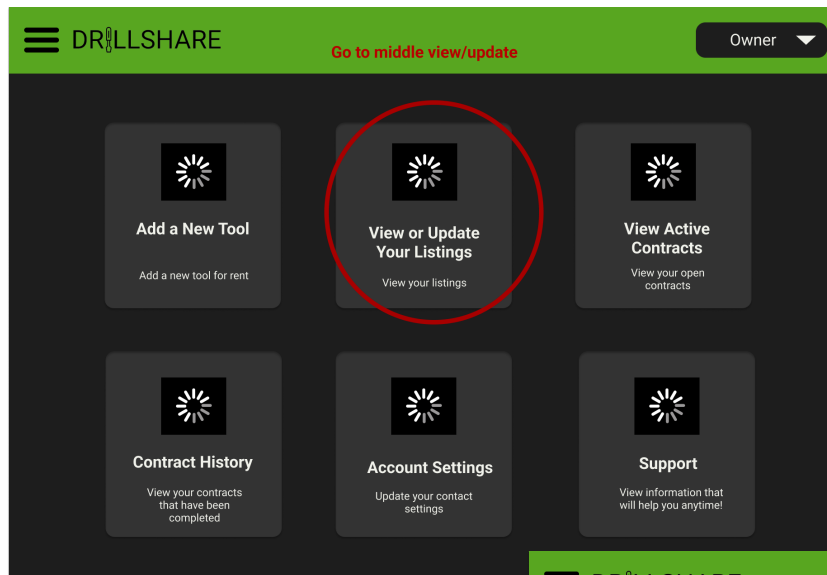 DRILLSHARE
Go to middle view/update
Owner
Add a New Tool
Add a new tool for rent
View or Update
Your Listings
View your listings
View Active
Contracts
View your open
contracts
Contract History
View your contracts
that have been
completed
Account Settings
Update your contact
settings
Support
View information that
will help you anytime!